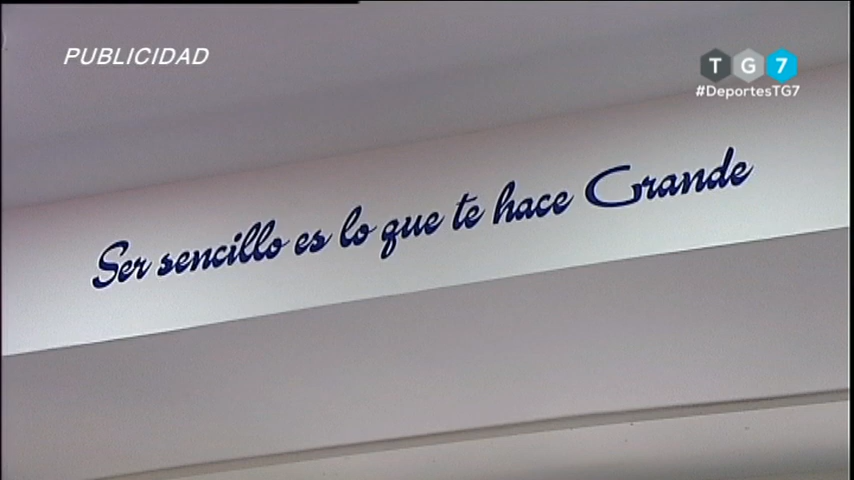 PUBLICIDAD
TG7
#DeportesTG7
Ser sencillo es lo que te hace Grande